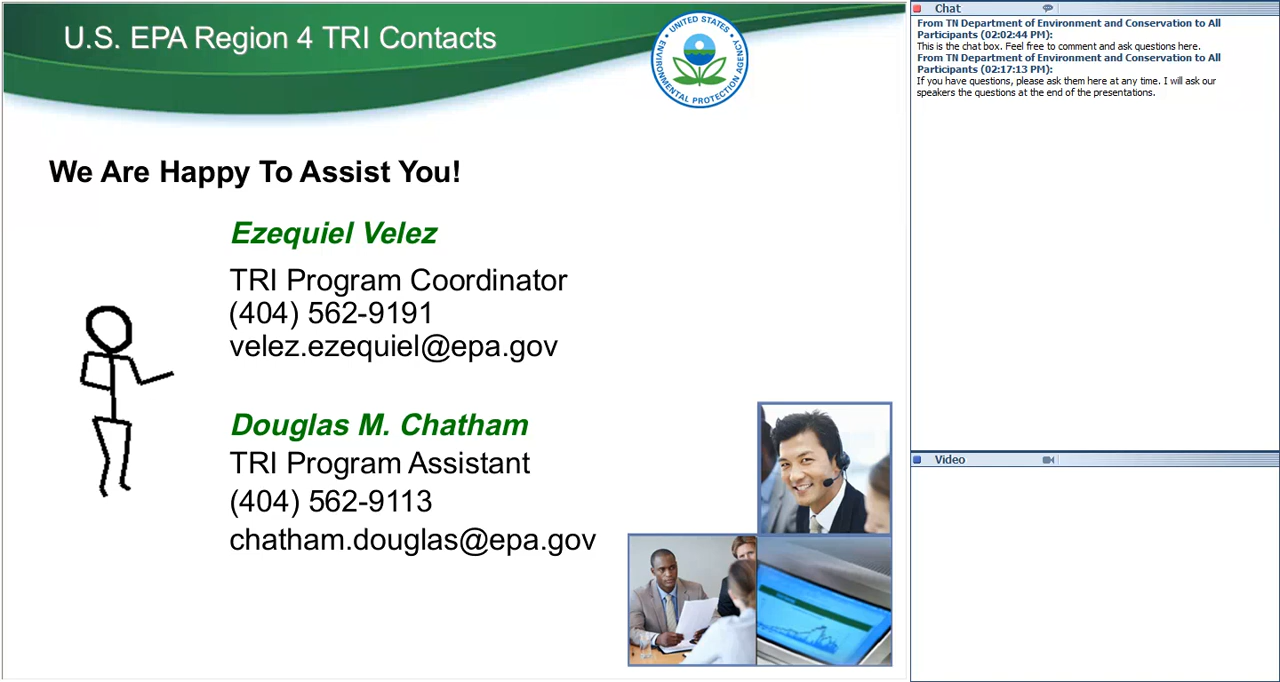 U.S. EPA Region 4 TRI Contacts
UNITED STATES
ENVIRONMENTAL PROTECTION AGENCY
We Are Happy To Assist You!
Ezequiel Velez
TRI Program Coordinator
(404) 562-9191
velez.ezequiel@epa.gov
Douglas M. Chatham
TRI Program Assistant
(404) 562-9113
chatham.douglas@epa.gov
Chat
From TN Department of Environment and Conservation to All
Participants (02:02:44 PM):
This is the chat box. Feel free to comment and ask questions here.
From TN Department of Environment and Conservation to All
Participants (02:17:13 PM):
If you have questions, please ask them here at any time. I will ask our
speakers the questions at the end of the presentations.
Video